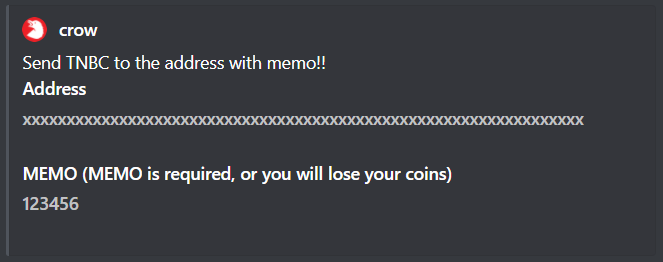 crow
Send TNBC to the address with memo!!
Address
xxxxxxxxxxxxxxxxxxxxxxxxxxxxxxxxxxxxxxxxxxxxxxxxxxxxxxxxxxxxxxxx
MEMO (MEMO is required, or you will lose your coins)
123456